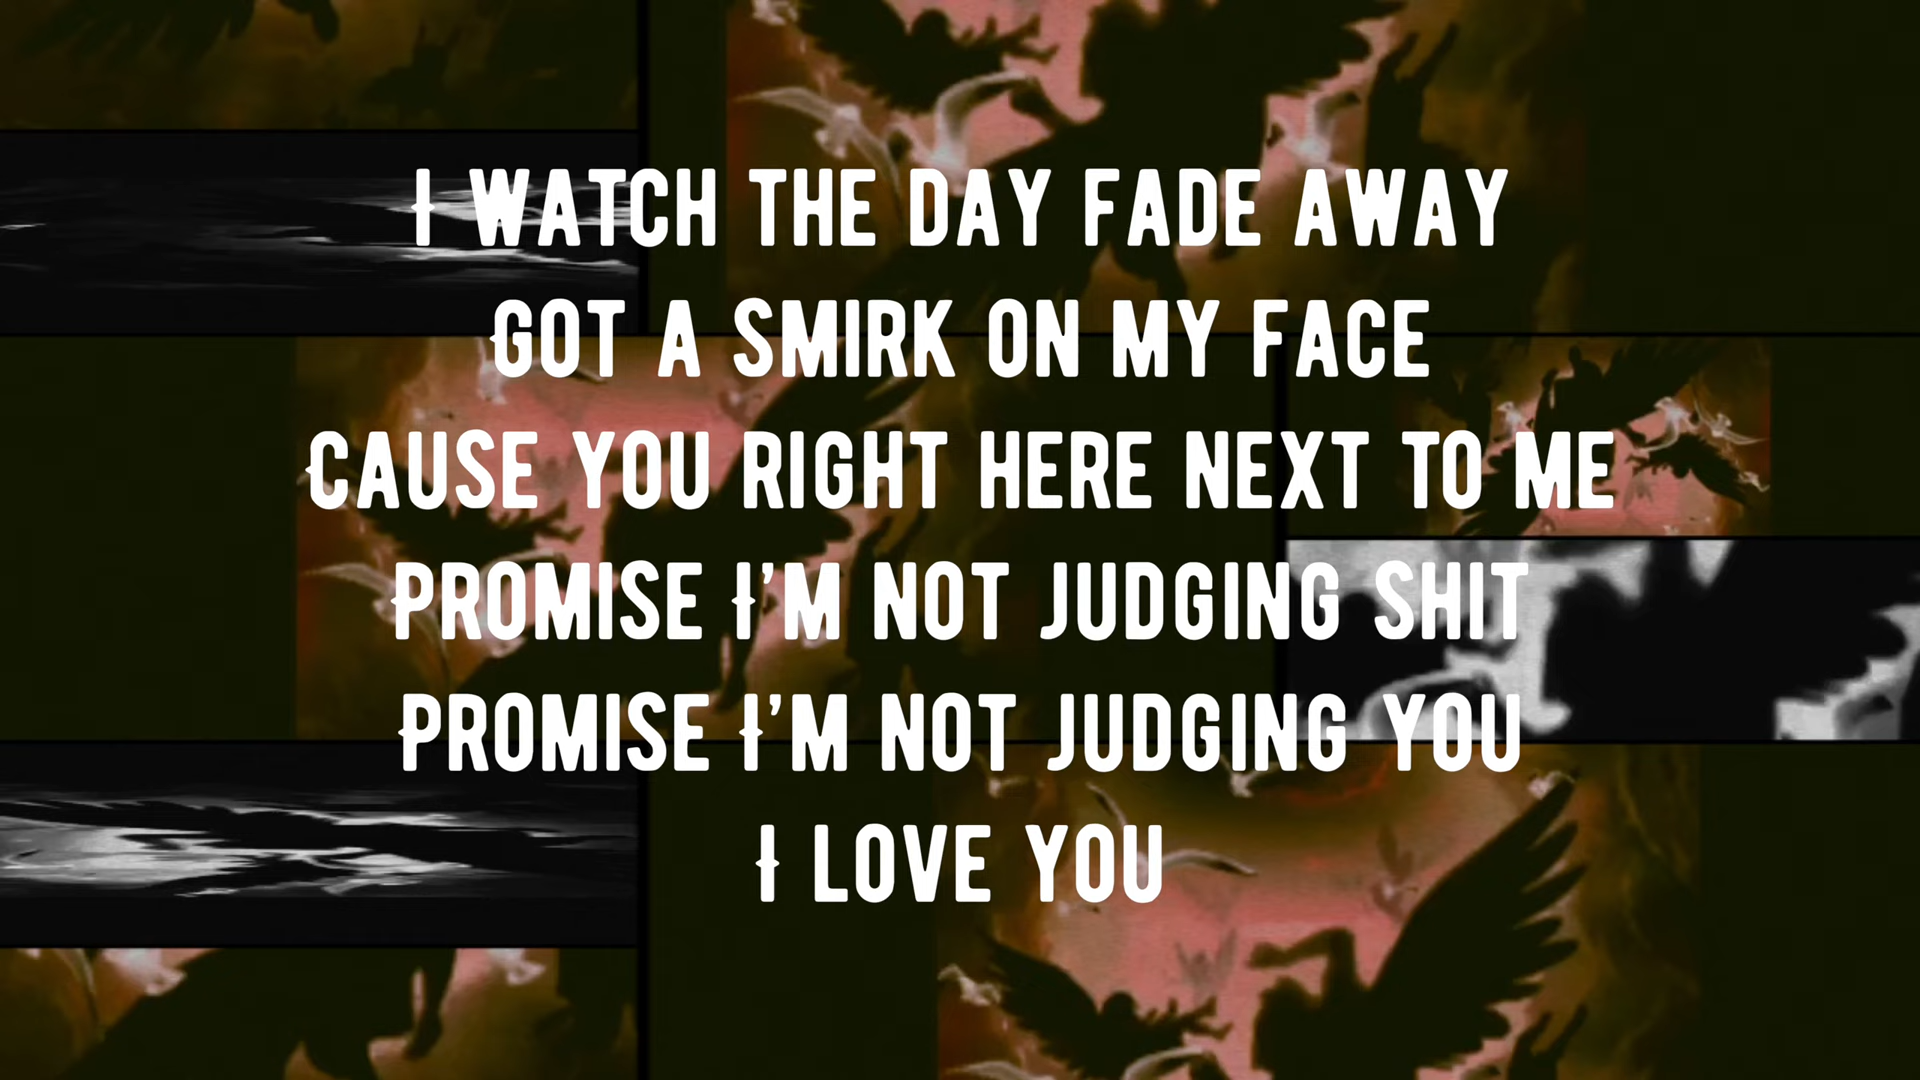 I WATCH THE DAY FADE AWAY
GOT A SMIRK ON MY FACE
CAUSE YOU RIGHT HERE NEXT TO ME
PROMISE I'M NOT JUDGING SHIT
PROMISE I'M NOT JUDGING YOU
I LOVE YOU